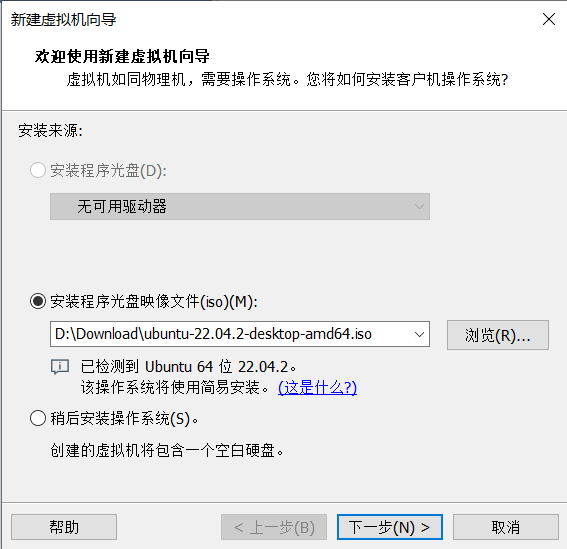 新建虚拟机向导
欢迎使用新建虚拟机向导
虚拟机如同物理机，需要操作系统。您将如何安装客户机操作系统?
安装来源:
安装程序光盘(D):
无可用驱动器
安装程序光盘映像文件(iso)(M):
D:\Download\ubuntu-22.04.2-desktop-amd64.iso
浏览(R)...
已检测到 Ubuntu 64 位 22.04.2。
该操作系统将使用简易安装。(这是什么?)
稍后安装操作系统(S)。
创建的虚拟机将包含一个空白硬盘。
帮助
< 上一步(B)
下一步(N) >
取消